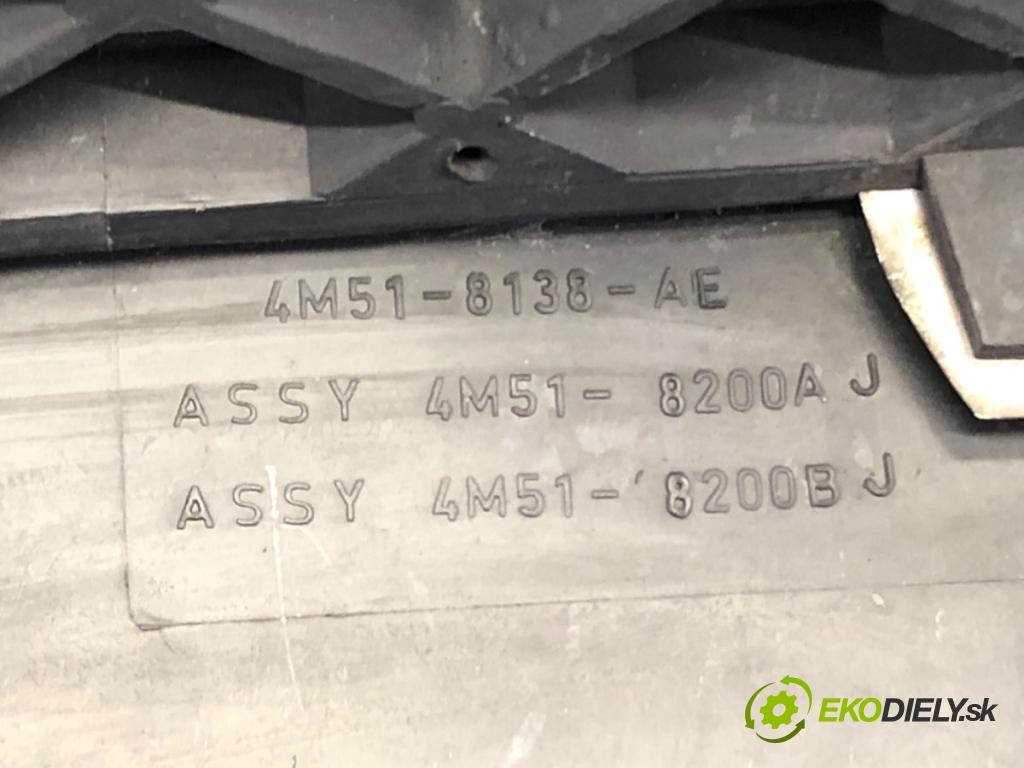 4M51-8138-AE
ASSY 4M51- 8200A J
ASSY 4M51- 8200B J
EKODIELY.sk